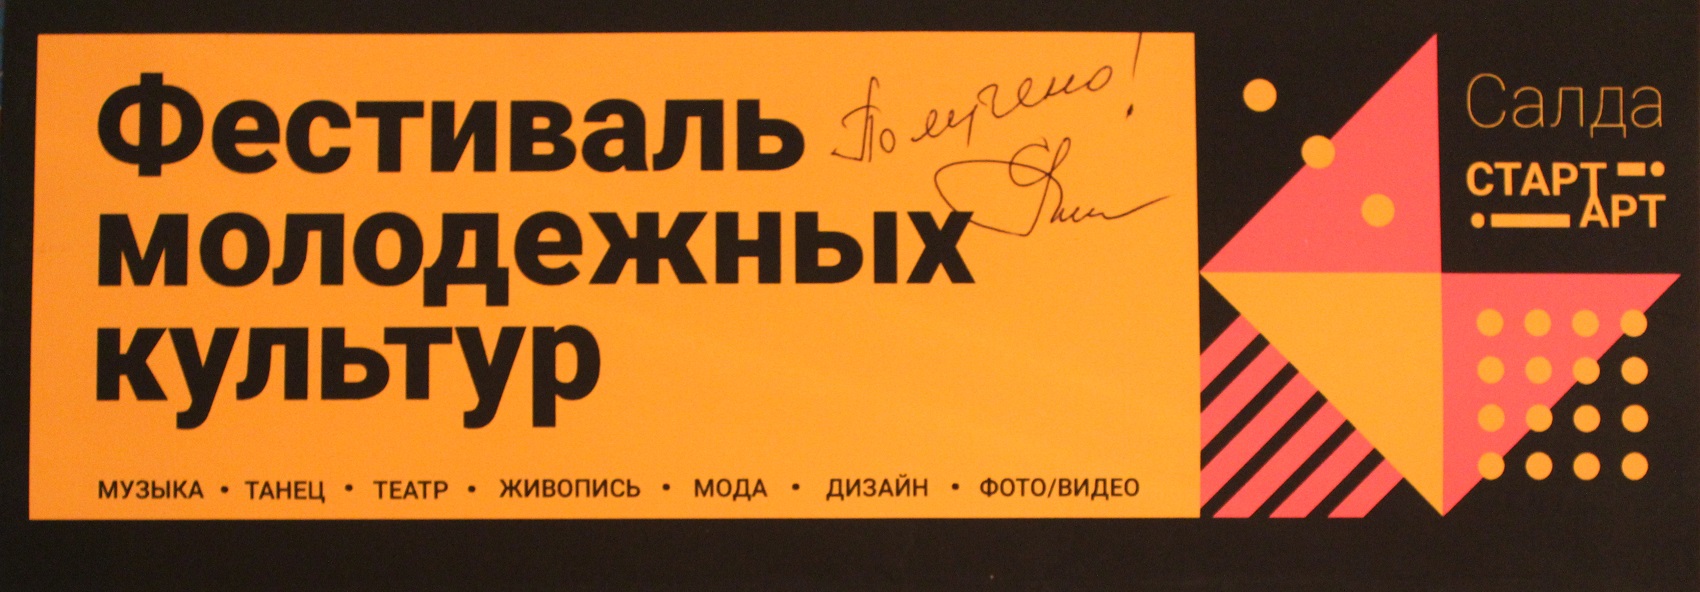 Фестиваль
молодежных
культур
Получено!
МУЗЫКА • ТАНЕЦ • ТЕАТР • ЖИВОПИСЬ • МОДА • ДИЗАЙН • ФОТО/ВИДЕО
Салда
СТАРТ
АРТ